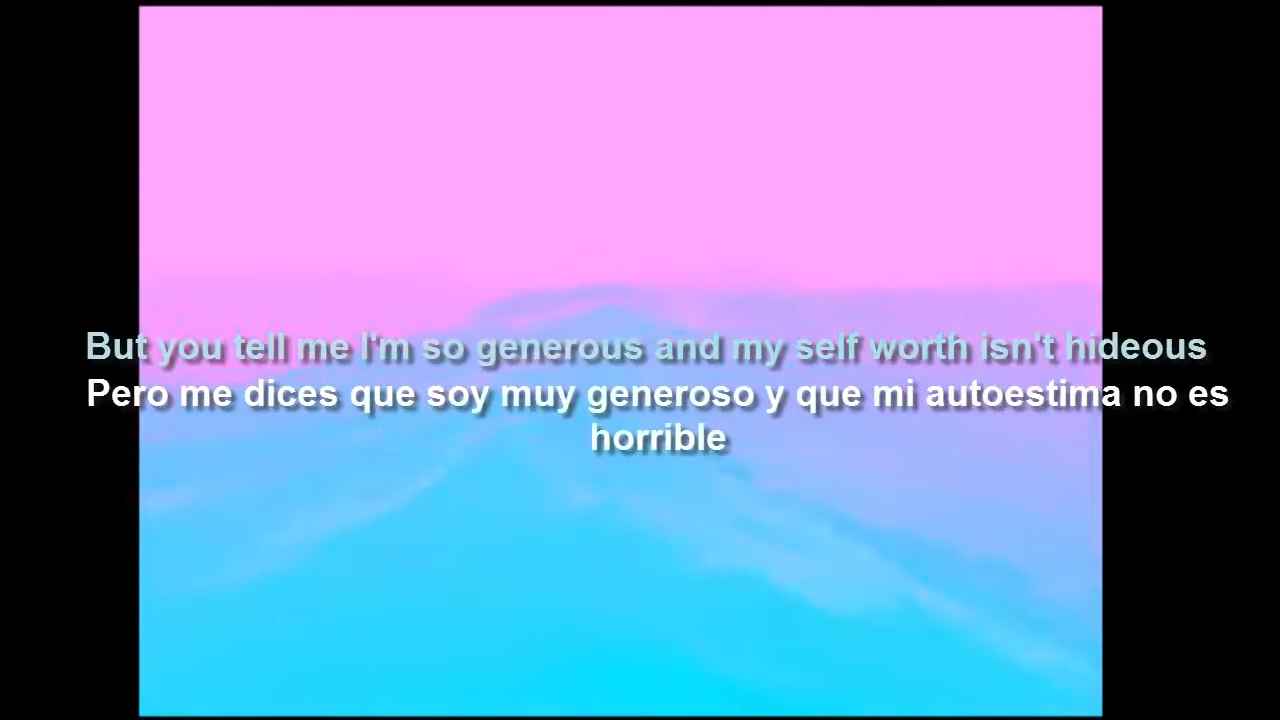 But you tell me I'm so generous and my self worth isn't hideous
Pero me dices que soy muy generoso y que mi autoestima no es
horrible